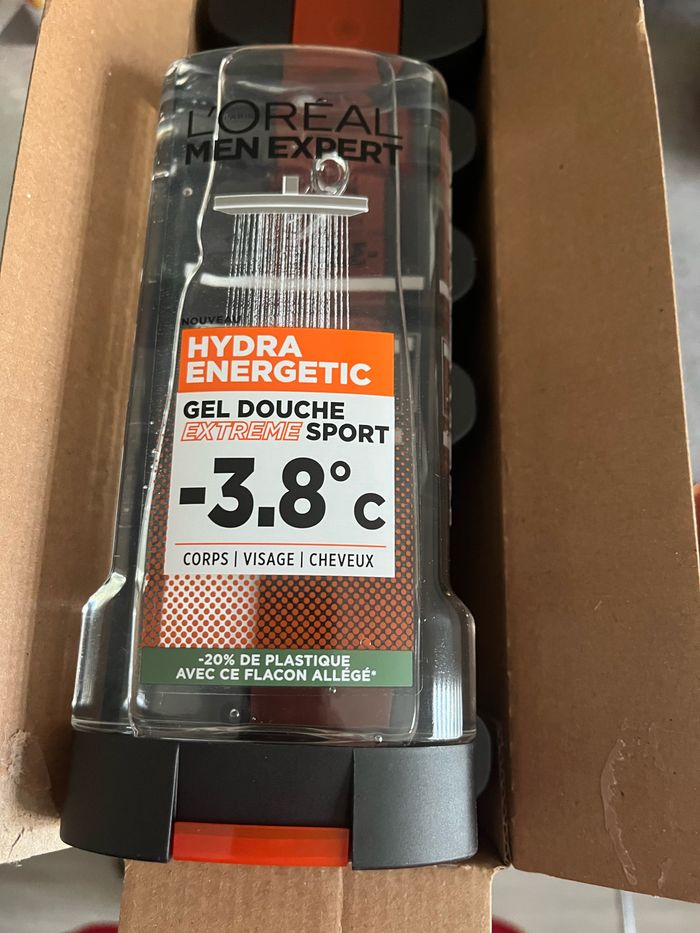 L'ORÉAL
PARIS
MEN EXPERT
NOUVEAU
HYDRA
ENERGETIC
GEL DOUCHE
EXTREME SPORT
-3.8° C
CORPS | VISAGE | CHEVEUX
-20% DE PLASTIQUE
AVEC CE FLACON ALLÉGÉ*